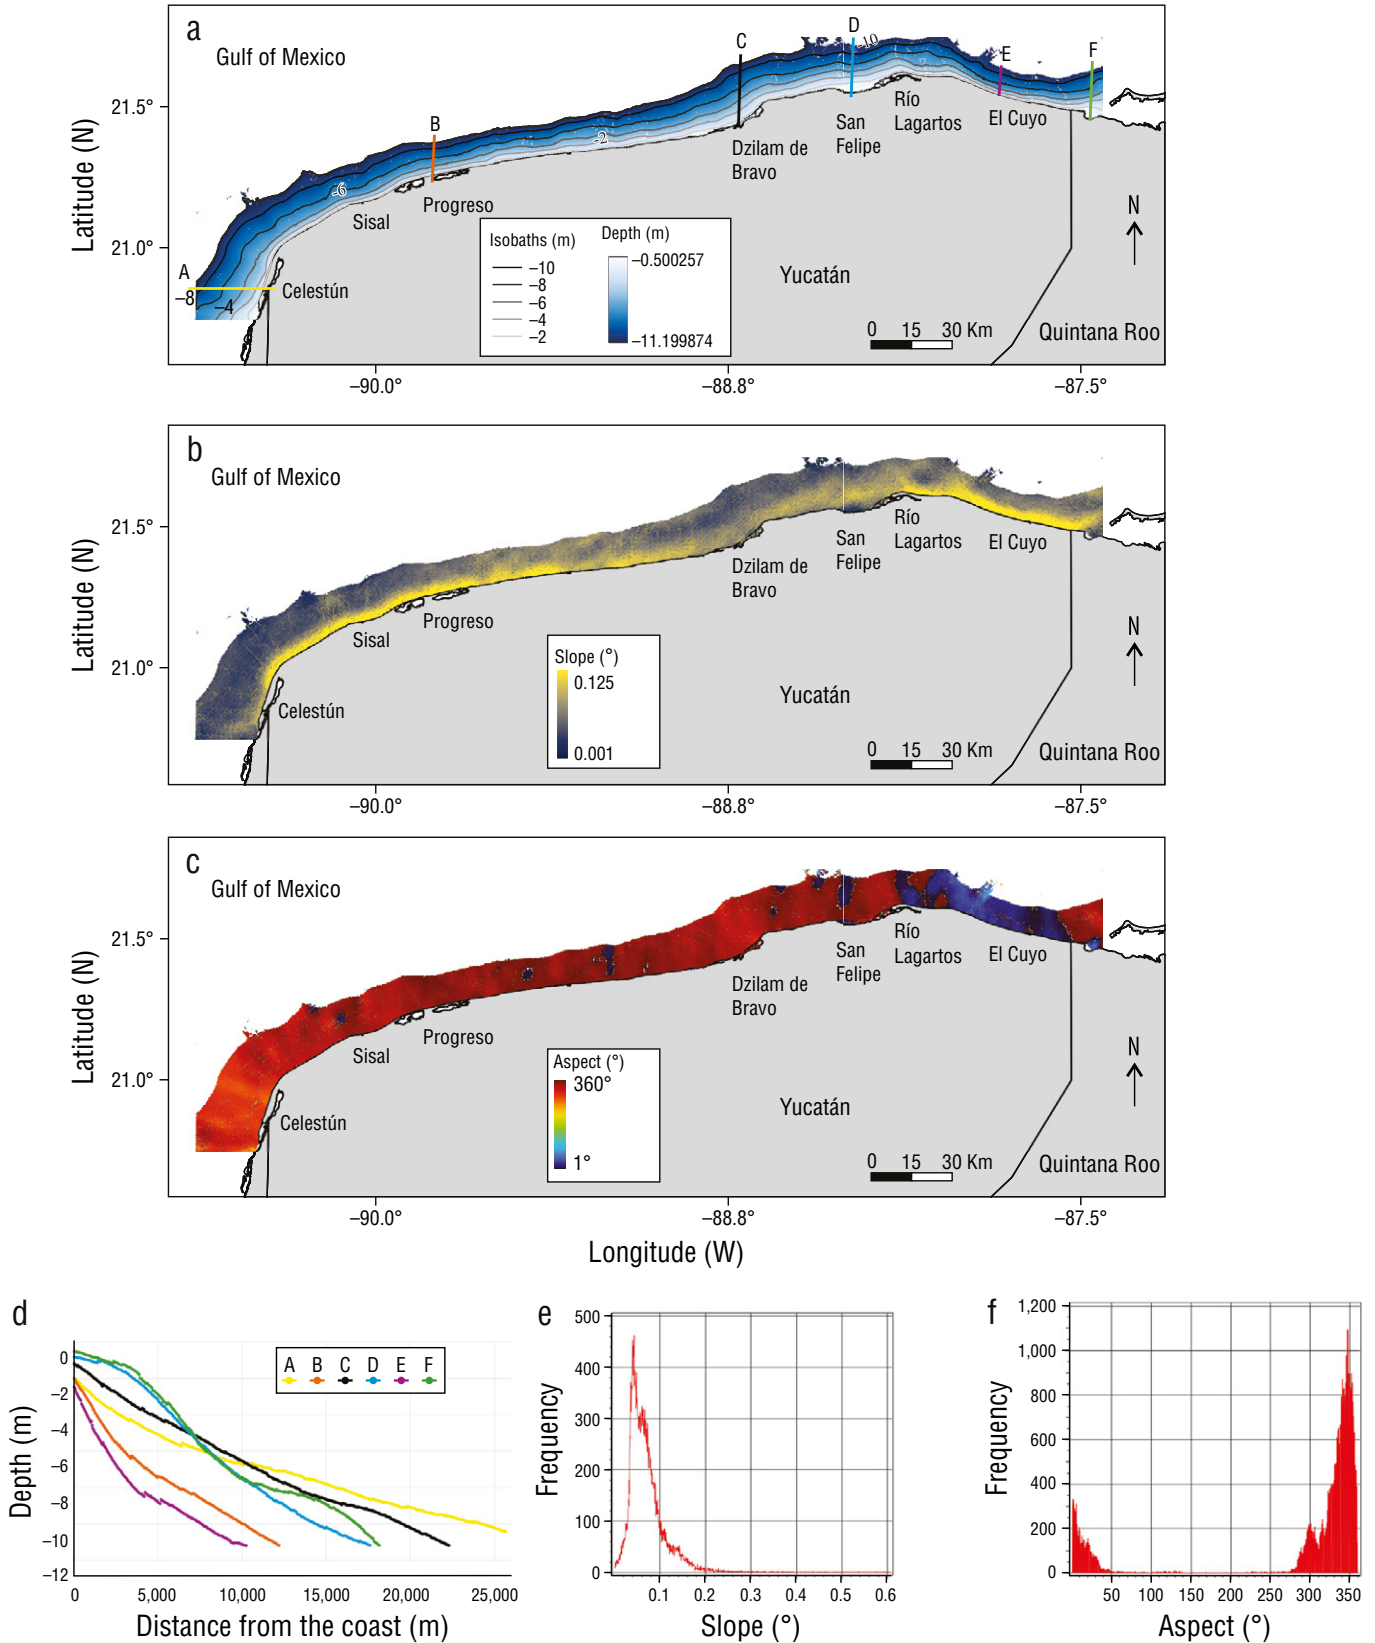 a
Gulf of Mexico
A
B
C
D
E
F
-10
-2
-6
–8
–4
Sisal
Progreso
Celestún
Dzilam de
Bravo
San
Felipe
Río
Lagartos
El Cuyo
Yucatán
Quintana Roo
N
Isobaths (m)
–10
–8
–6
–4
–2
Depth (m)
–0.500257
–11.199874
0 15 30 Km
Latitude (N)
21.5°
21.0°
–90.0°
–88.8°
–87.5°
b
Gulf of Mexico
Sisal
Progreso
Celestún
Dzilam de
Bravo
San
Felipe
Río
Lagartos
El Cuyo
Yucatán
Quintana Roo
N
Slope (°)
0.125
0.001
0 15 30 Km
Latitude (N)
21.5°
21.0°
–90.0°
–88.8°
–87.5°
c
Gulf of Mexico
Sisal
Progreso
Celestún
Dzilam de
Bravo
San
Felipe
Río
Lagartos
El Cuyo
Yucatán
Quintana Roo
N
Aspect (°)
360°
1°
0 15 30 Km
Latitude (N)
21.5°
21.0°
–90.0°
–88.8°
–87.5°
Longitude (W)
d
A B C D E F
Depth (m)
0
–2
–4
–6
–8
–10
–12
0 5,000 10,000 15,000 20,000 25,000
Distance from the coast (m)
e
Frequency
500
400
300
200
100
0
0.1 0.2 0.3 0.4 0.5 0.6
Slope (°)
f
Frequency
1,200
1,000
800
600
400
200
0
50 100 150 200 250 300 350
Aspect (°)